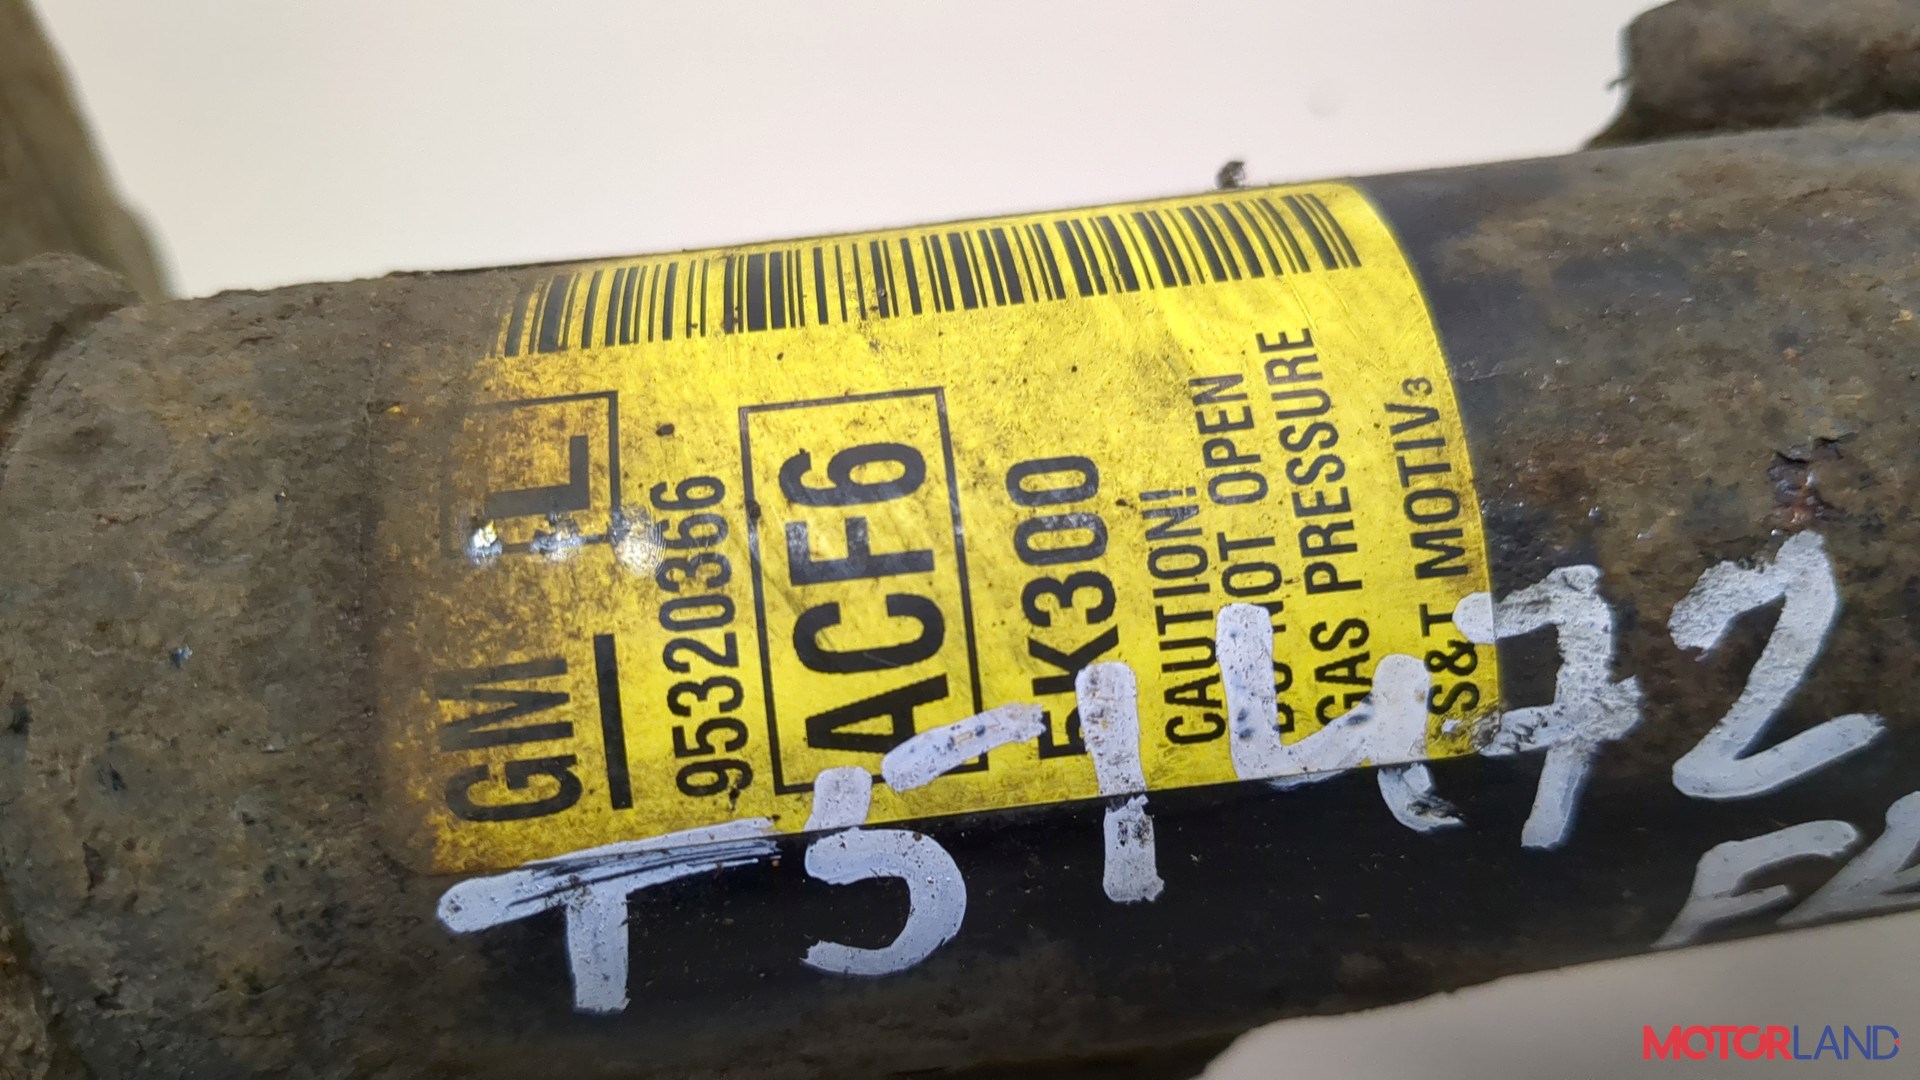 GM L
95320366
ACF6
5K300
CAUTION!
DO NOT OPEN
GAS PRESSURE
S&T MOTIV₃
T51472
MOTORLAND